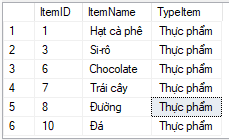 ItemID ItemName TypeItem
1 1 Hạt cà phê Thực phẩm
2 3 Si-rô Thực phẩm
3 6 Chocolate Thực phẩm
4 7 Trái cây Thực phẩm
5 8 Đường Thực phẩm
6 10 Đá Thực phẩm